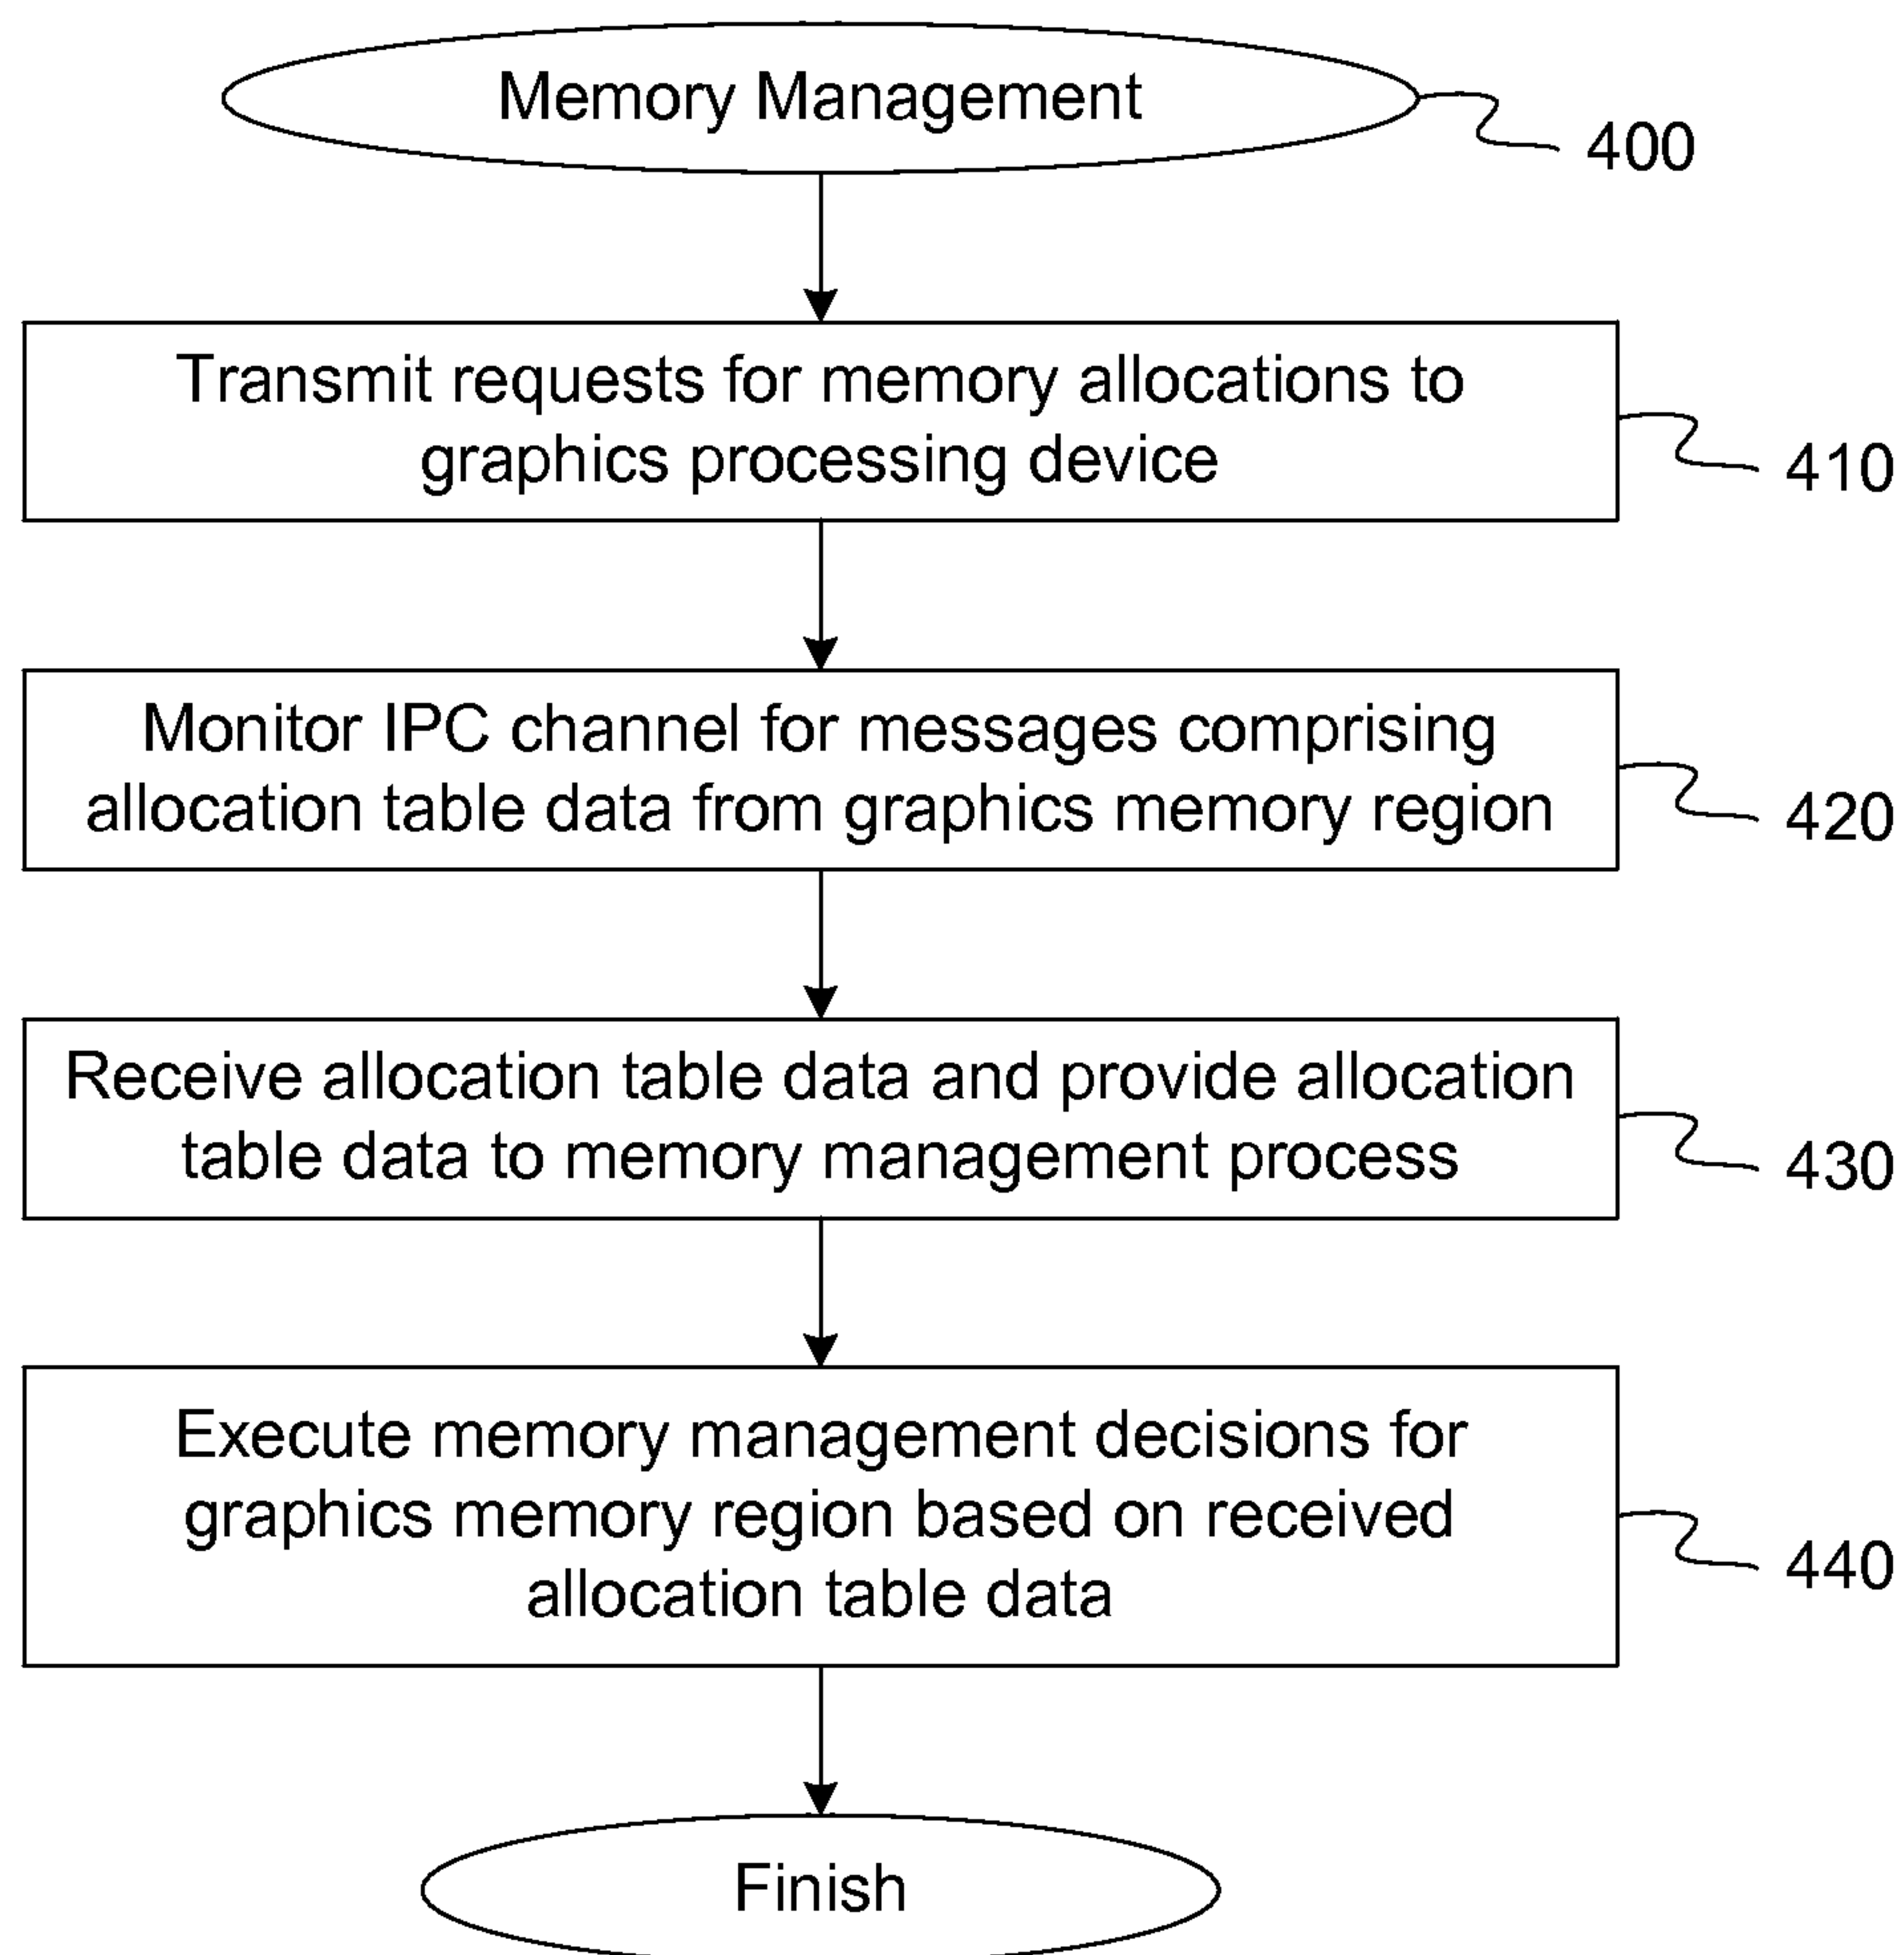 Memory Management
400
Transmit requests for memory allocations to
graphics processing device
410
Monitor IPC channel for messages comprising
allocation table data from graphics memory region
420
Receive allocation table data and provide allocation
table data to memory management process
430
Execute memory management decisions for
graphics memory region based on received
allocation table data
440
Finish